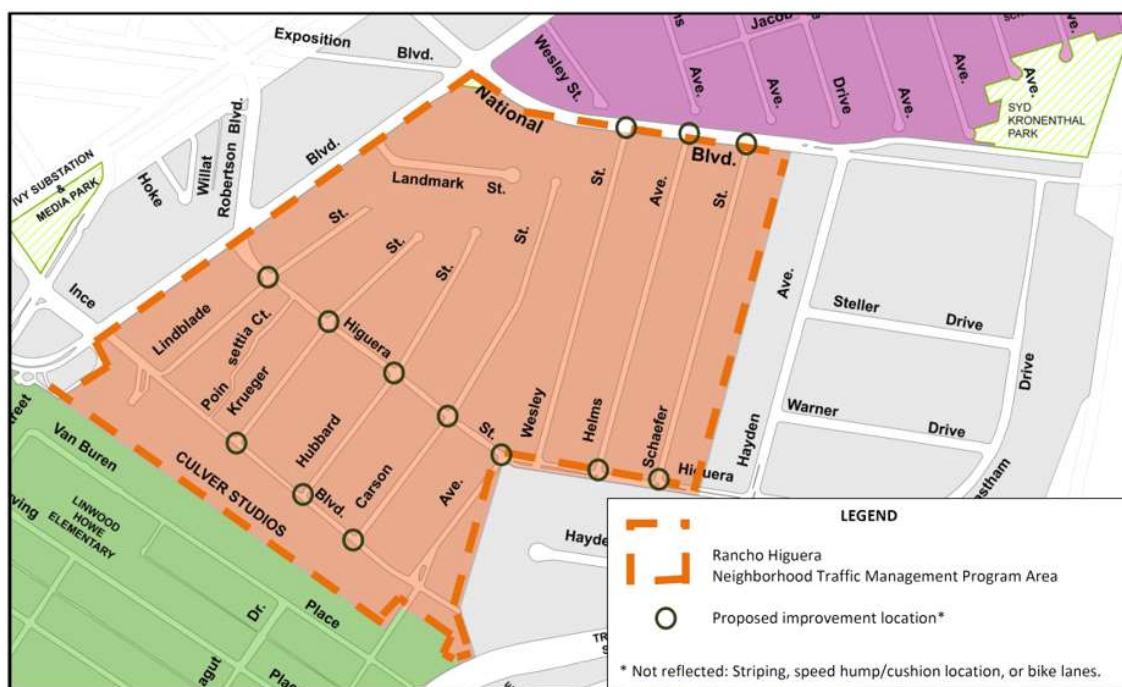 Exposition
Blvd.
Wesley St.
Ave.
Ave.
Drive
Ave.
Ave.
Ave.
SYD
KRONENTHAL
PARK
National
Blvd.
Blvd.
IVY SUBSTATION
&
MEDIA PARK
Hoke
Willat
Robertson Blvd.
Landmark St.
St.
Ave.
St.
St.
St.
St.
St.
Ave.
Ince
Lindblade
Poin settia Ct.
Higuera
St.
Steller Drive
Drive
Krueger
Hubbard
Wesley
Helms
Schaefer
Hayden
Warner Drive
Higuera
Van Buren
CULVER STUDIOS
Blvd.
Carson
Ave.
LINWOOD
HOWE
ELEMENTARY
Place
Dr.
LEGEND
Rancho Higuera
Neighborhood Traffic Management Program Area
Proposed improvement location*
* Not reflected: Striping, speed hump/cushion location, or bike lanes.